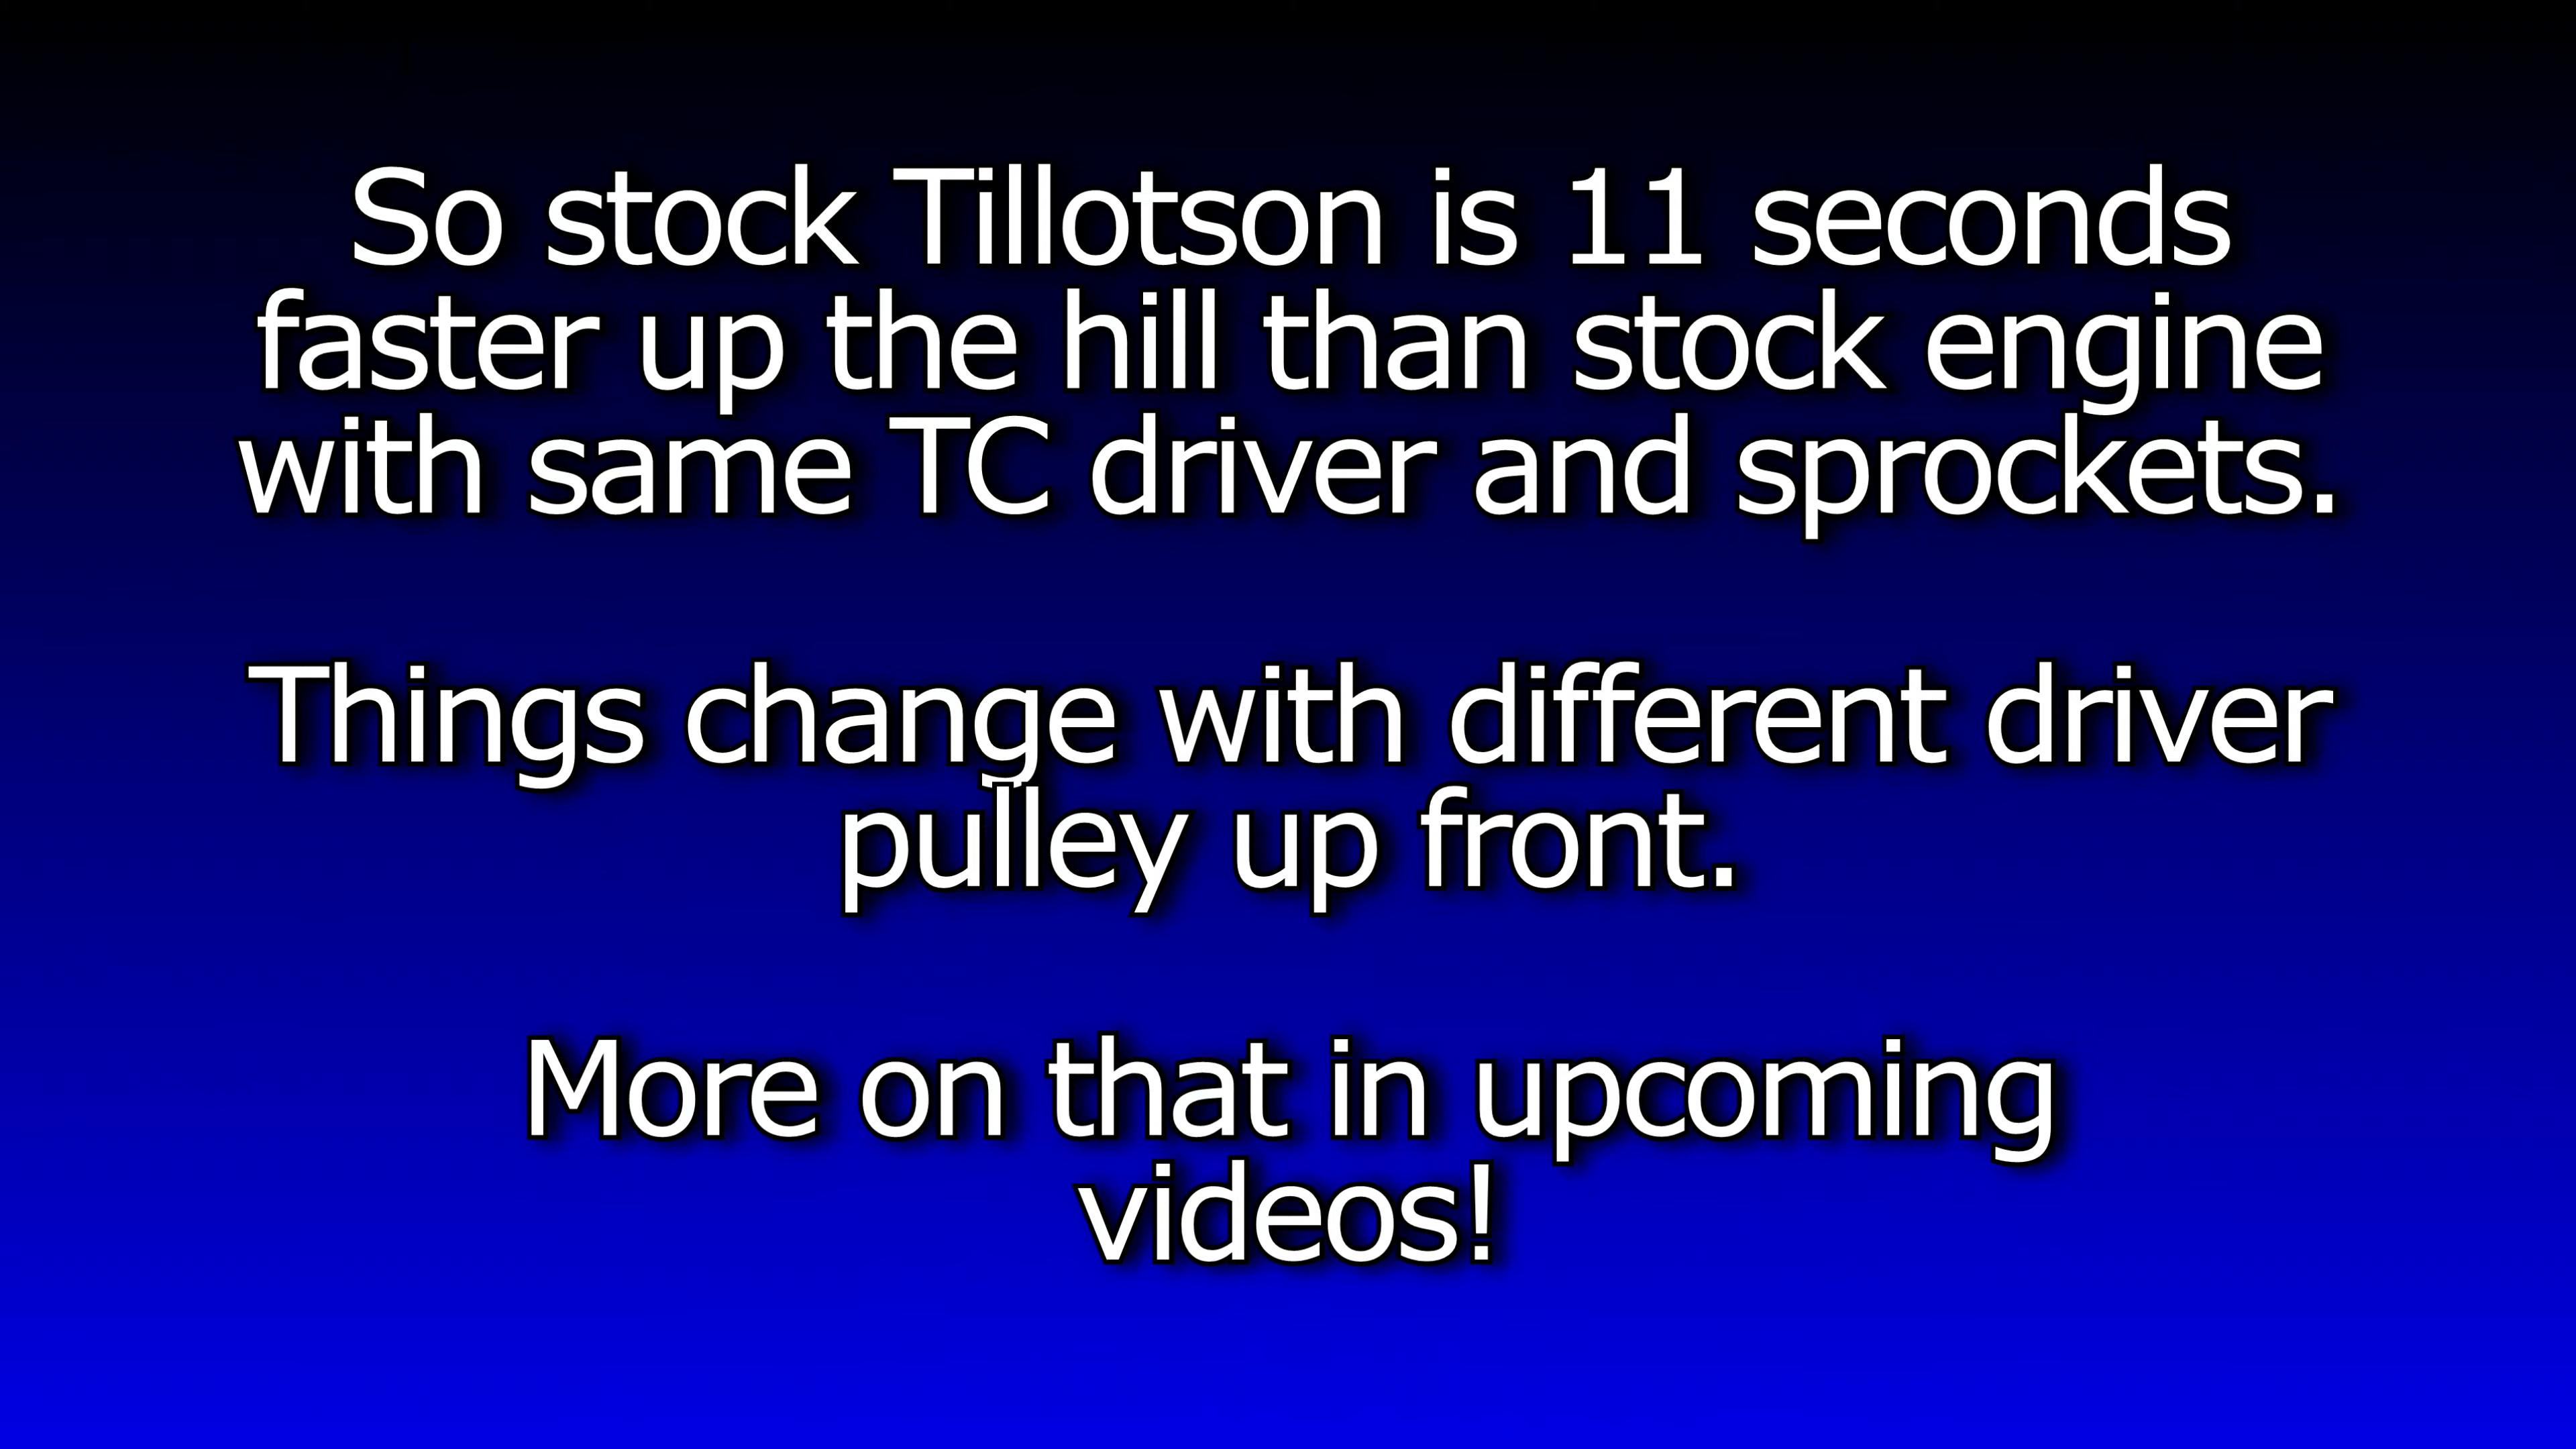 So stock Tillotson is 11 seconds
faster up the hill than stock engine
with same TC driver and sprockets.
Things change with different driver
pulley up front.
More on that in upcoming
videos!